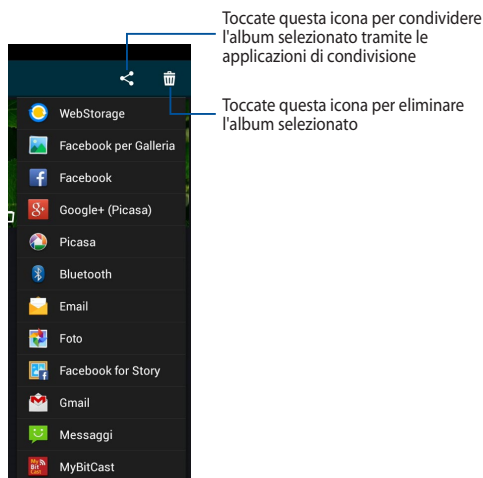 Toccate questa icona per condividere
l'album selezionato tramite le
applicazioni di condivisione
Toccate questa icona per eliminare
l'album selezionato
WebStorage
Facebook per Galleria
Facebook
Google+ (Picasa)
Picasa
Bluetooth
Email
Foto
Facebook for Story
Gmail
Messaggi
MyBitCast